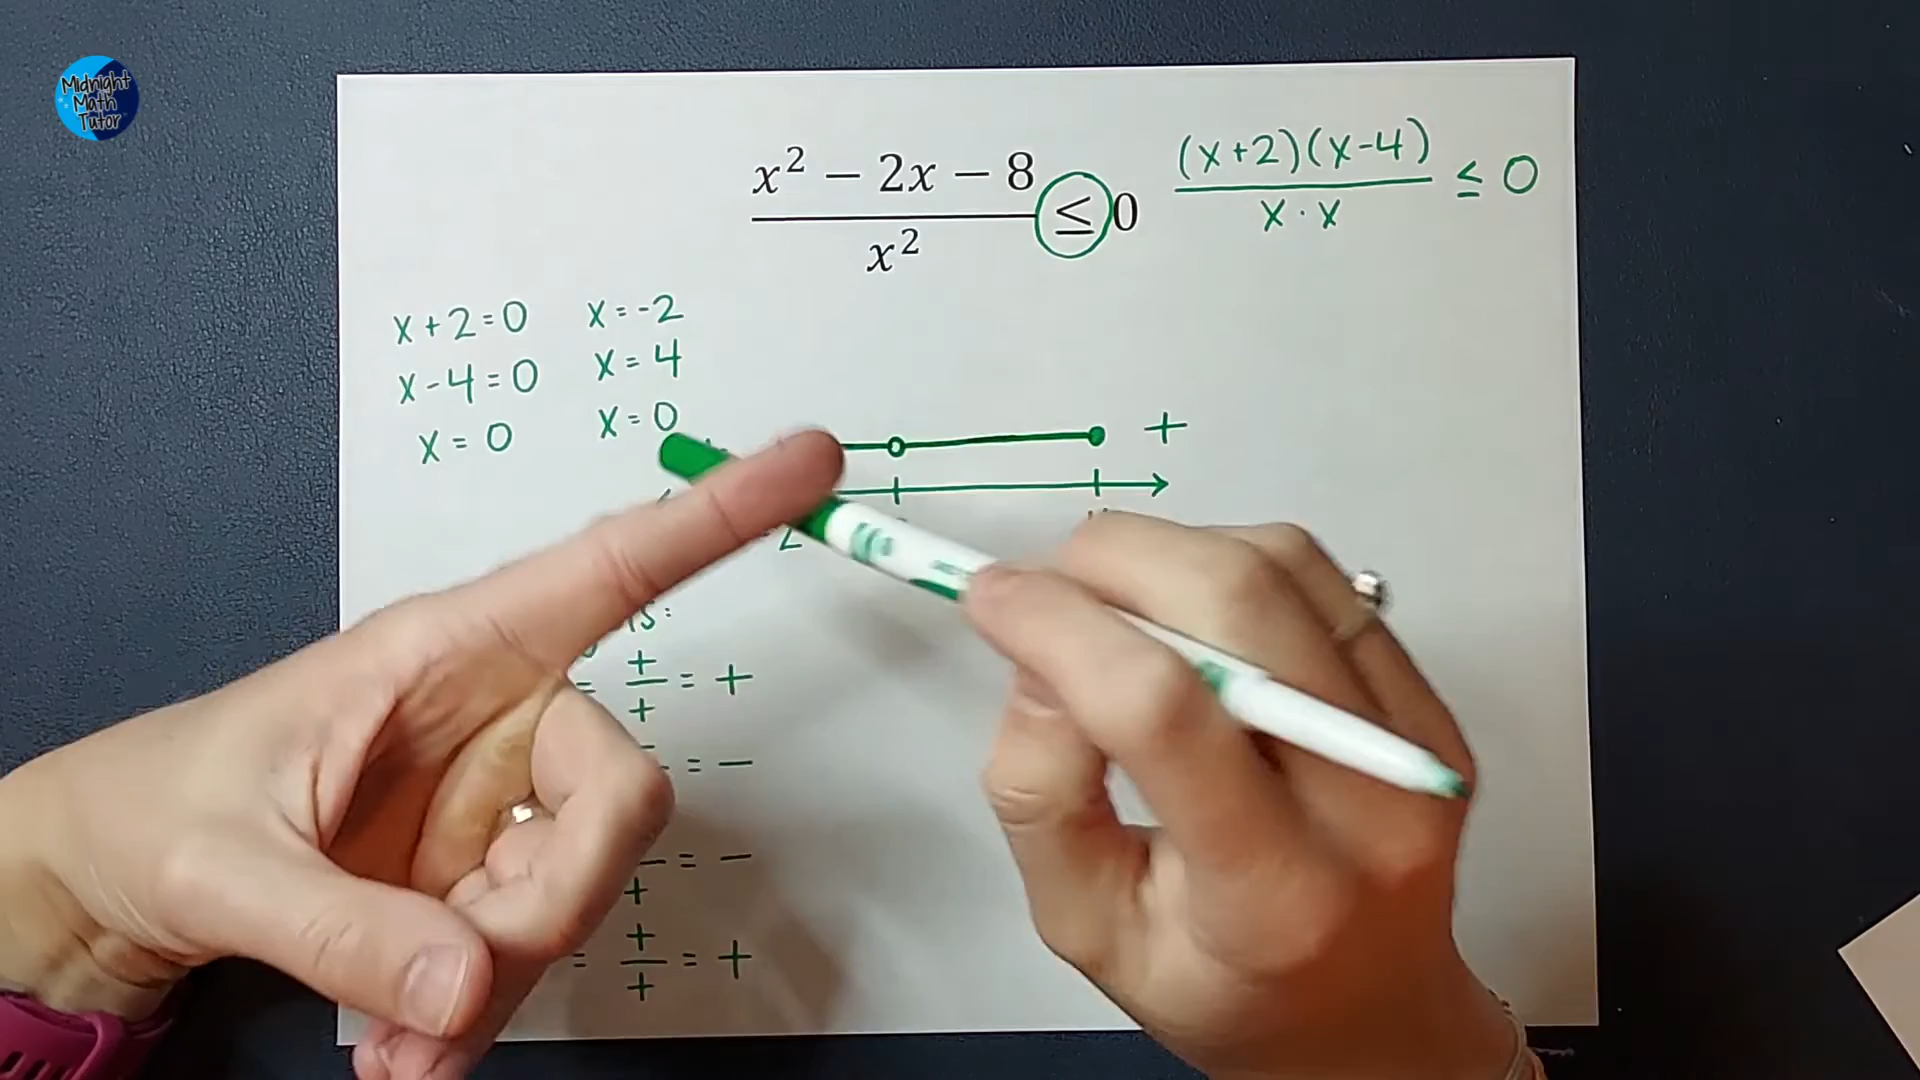 Midnight
Math
Tutor
x² − 2x − 8
x²
≤ 0
(x+2)(x-4)
x · x
≤ 0
x+2=0 x=-2
x-4=0 x=4
x=0 x=0
+
-2
+
+
= +
= −
− = −
+
+
+
= +